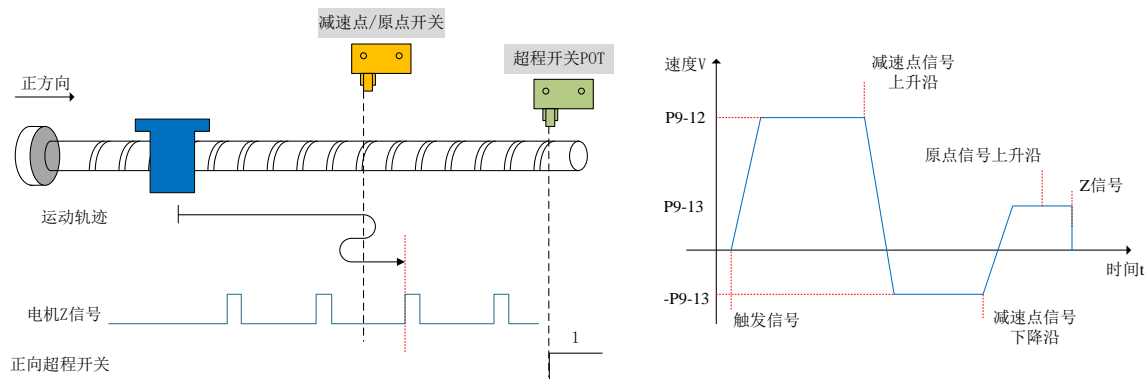 减速点/原点开关
超程开关POT
正方向
运动轨迹
电机Z信号
正向超程开关
1
速度V
减速点信号
上升沿
P9-12
原点信号上升沿
Z信号
P9-13
时间t
-P9-13
触发信号
减速点信号
下降沿